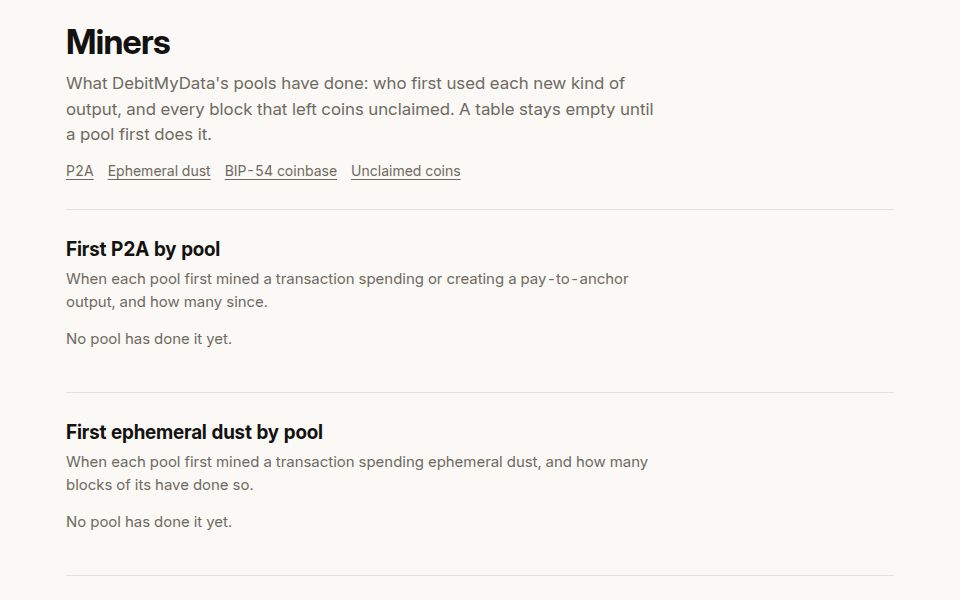 Miners
What DebitMyData's pools have done: who first used each new kind of
output, and every block that left coins unclaimed. A table stays empty until
a pool first does it.
P2A Ephemeral dust BIP-54 coinbase Unclaimed coins
First P2A by pool
When each pool first mined a transaction spending or creating a pay-to-anchor
output, and how many since.
No pool has done it yet.
First ephemeral dust by pool
When each pool first mined a transaction spending ephemeral dust, and how many
blocks of its have done so.
No pool has done it yet.